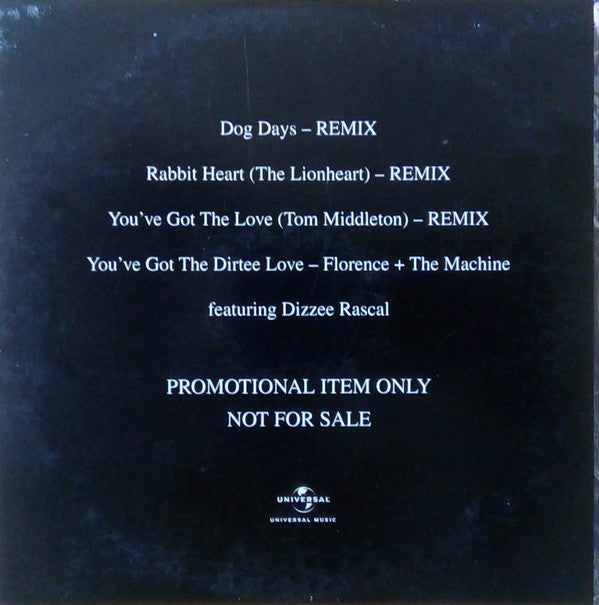 Dog Days – REMIX
Rabbit Heart (The Lionheart) – REMIX
You've Got The Love (Tom Middleton) – REMIX
You've Got The Dirtee Love – Florence + The Machine
featuring Dizzee Rascal
PROMOTIONAL ITEM ONLY
NOT FOR SALE
UNIVERSAL
UNIVERSAL MUSIC